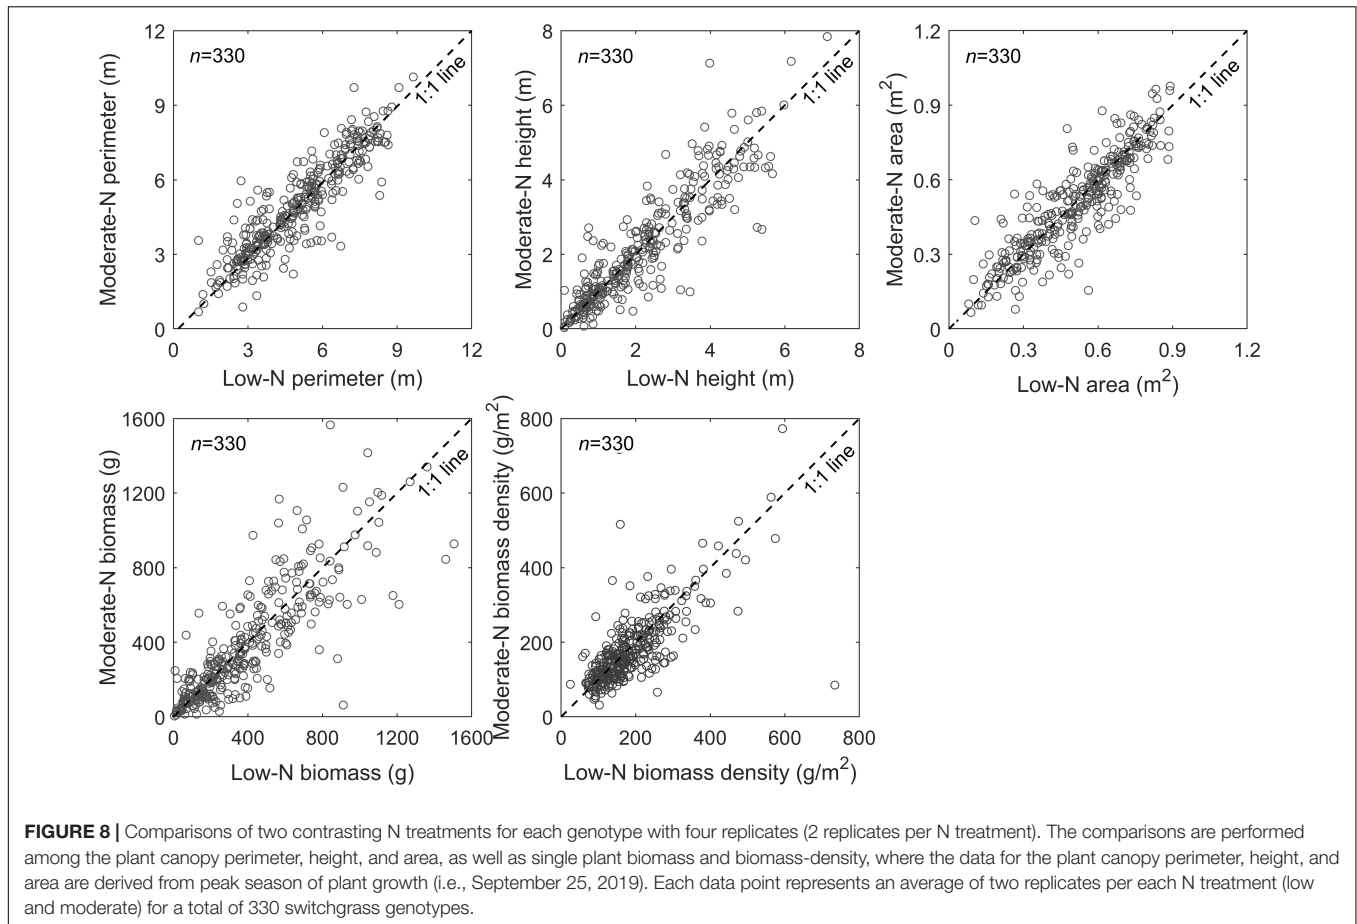 12
9
6
3
0
Moderate-N perimeter (m)
n=330
1:1 line
0 3 6 9 12
Low-N perimeter (m)
8
6
4
2
0
Moderate-N height (m)
n=330
1:1 line
0 2 4 6 8
Low-N height (m)
1.2
0.9
0.6
0.3
0
Moderate-N area (m²)
n=330
1:1 line
0 0.3 0.6 0.9 1.2
Low-N area (m²)
1600
1200
800
400
0
Moderate-N biomass (g)
n=330
1:1 line
0 400 800 1200 1600
Low-N biomass (g)
800
600
400
200
0
Moderate-N biomass density (g/m²)
n=330
1:1 line
0 200 400 600 800
Low-N biomass density (g/m²)
FIGURE 8 | Comparisons of two contrasting N treatments for each genotype with four replicates (2 replicates per N treatment). The comparisons are performed
among the plant canopy perimeter, height, and area, as well as single plant biomass and biomass-density, where the data for the plant canopy perimeter, height, and
area are derived from peak season of plant growth (i.e., September 25, 2019). Each data point represents an average of two replicates per each N treatment (low
and moderate) for a total of 330 switchgrass genotypes.